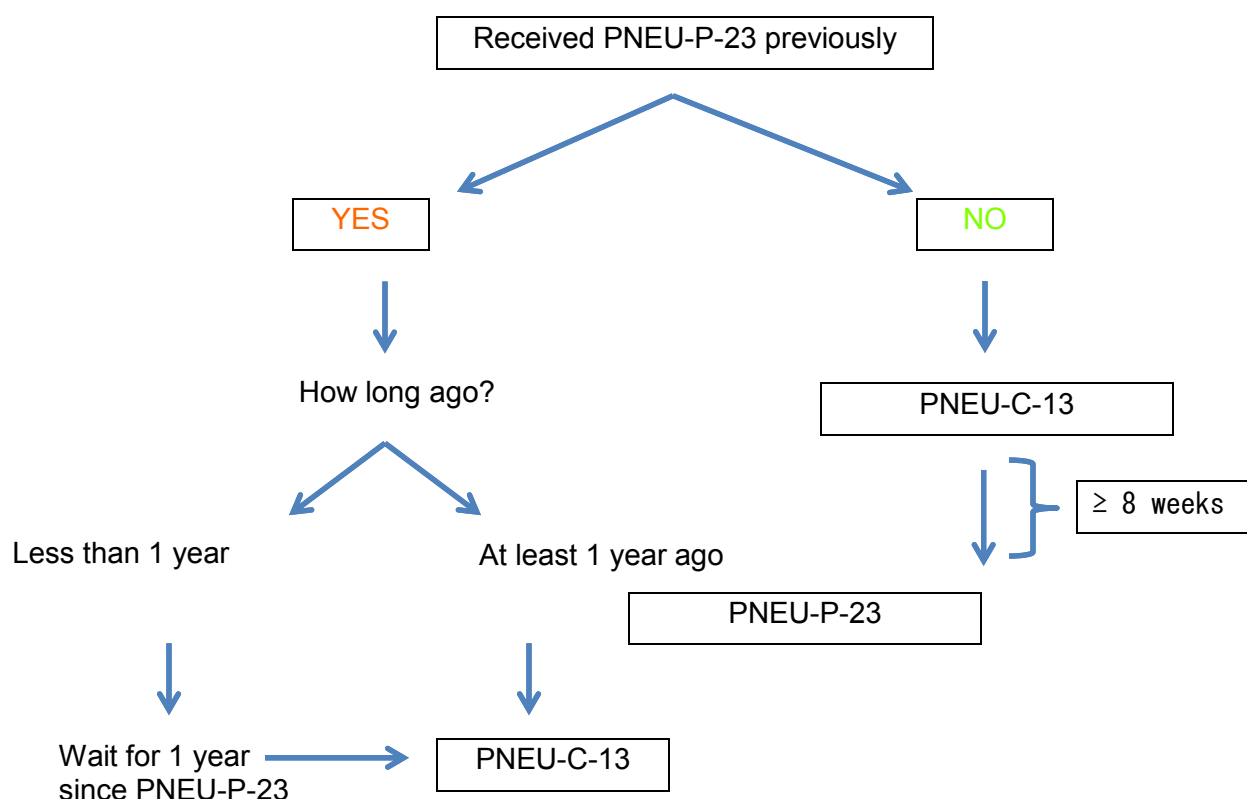 Received PNEU-P-23 previously
YES
NO
How long ago?
PNEU-C-13
≥ 8 weeks
Less than 1 year
At least 1 year ago
PNEU-P-23
Wait for 1 year
since PNEU-P-23
PNEU-C-13